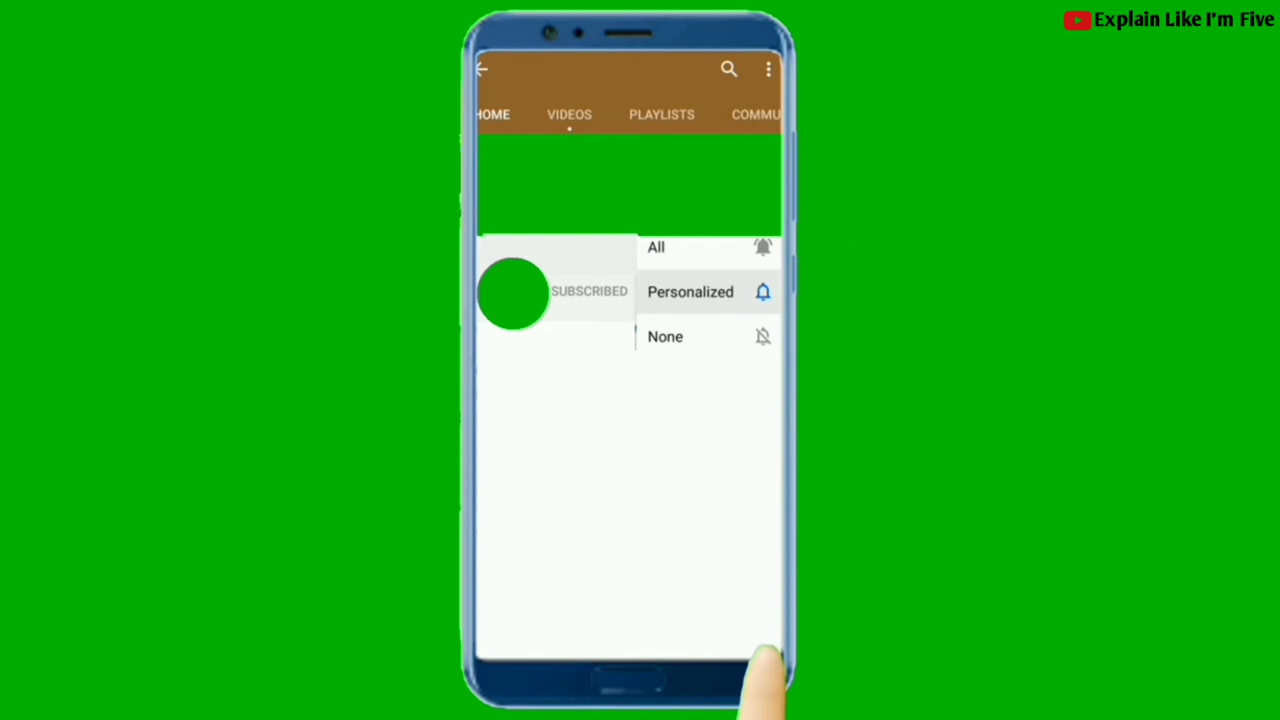 Explain Like I'm Five
HOME VIDEOS PLAYLISTS COMMU
All
SUBSCRIBED Personalized
None